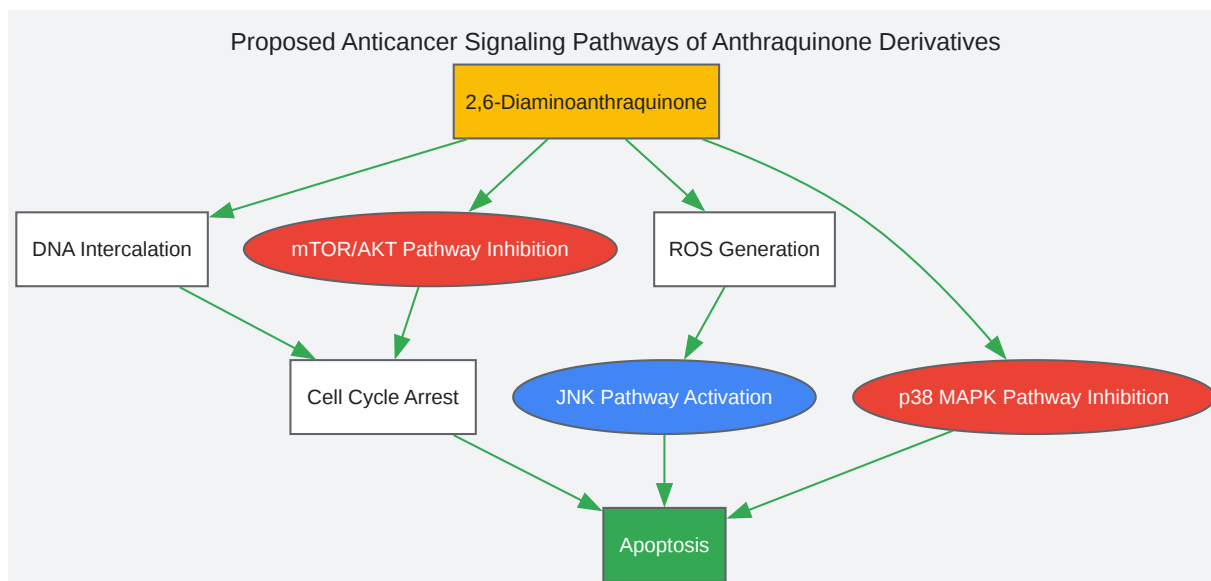 Proposed Anticancer Signaling Pathways of Anthraquinone Derivatives
2,6-Diaminoanthraquinone
DNA Intercalation
mTOR/AKT Pathway Inhibition
ROS Generation
Cell Cycle Arrest
JNK Pathway Activation
p38 MAPK Pathway Inhibition
Apoptosis